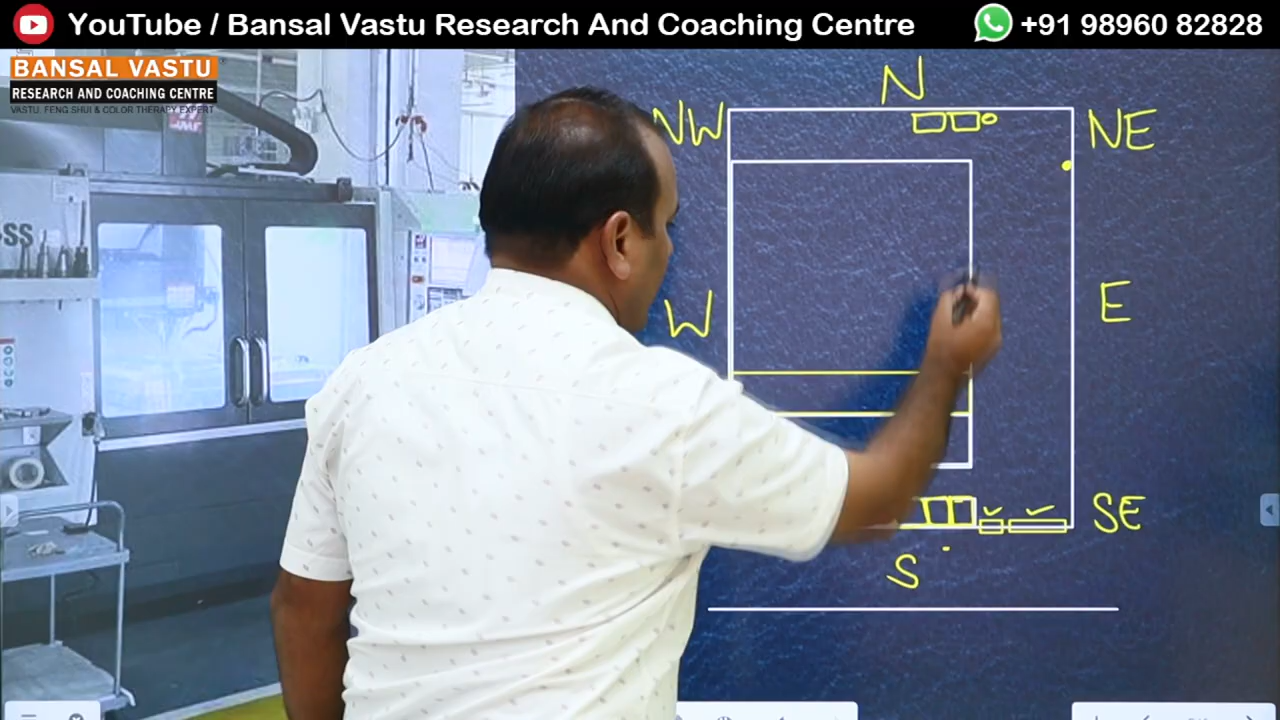 YouTube / Bansal Vastu Research And Coaching Centre
+91 98960 82828
BANSAL VASTU
RESEARCH AND COACHING CENTRE
VASTU, FENG SHUI & COLOR THERAPY EXPERT
-SS
N
NW
NE
W
E
SE
S